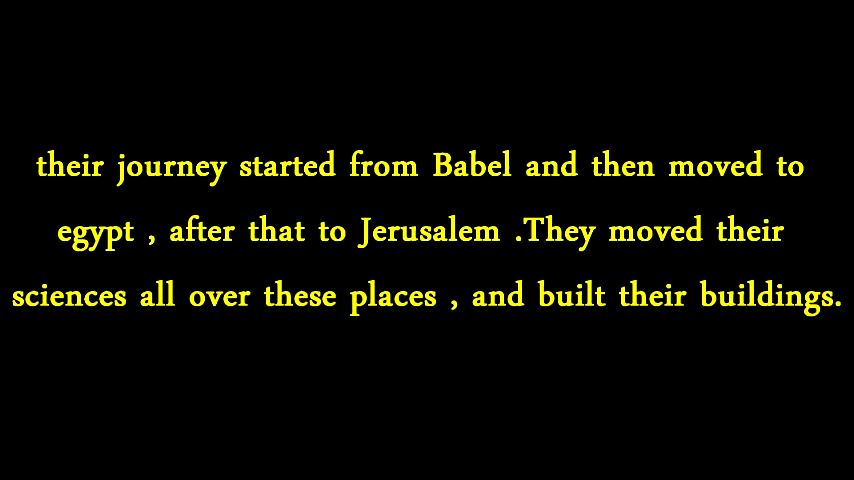 their journey started from Babel and then moved to
egypt , after that to Jerusalem .They moved their
sciences all over these places , and built their buildings.